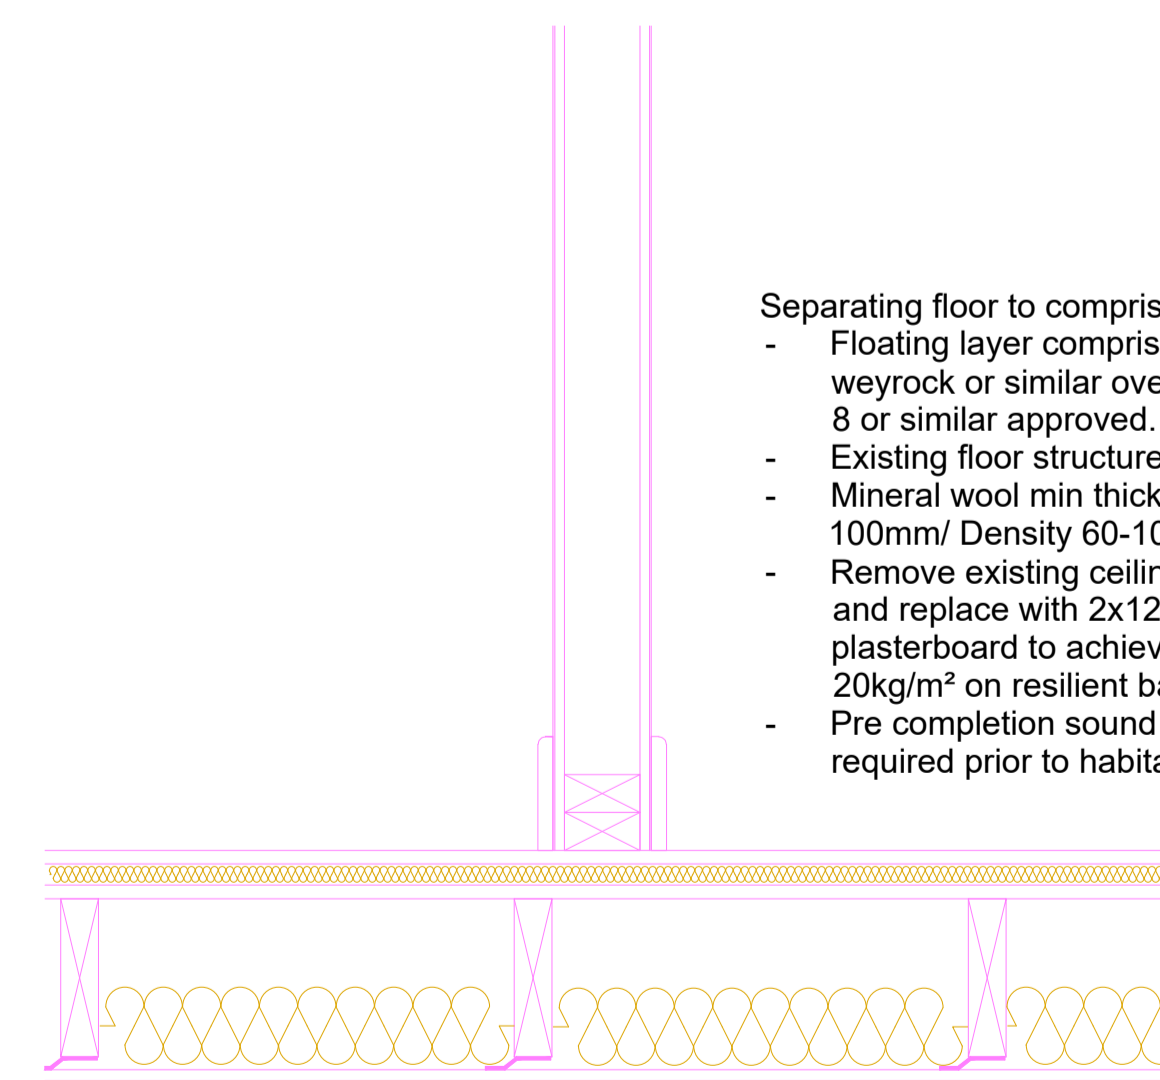 Separating floor to compris
- Floating layer compris
weyrock or similar ove
8 or similar approved.
- Existing floor structure
- Mineral wool min thick
100mm/ Density 60-10
- Remove existing ceilin
and replace with 2x12
plasterboard to achiev
20kg/m² on resilient ba
- Pre completion sound
required prior to habita